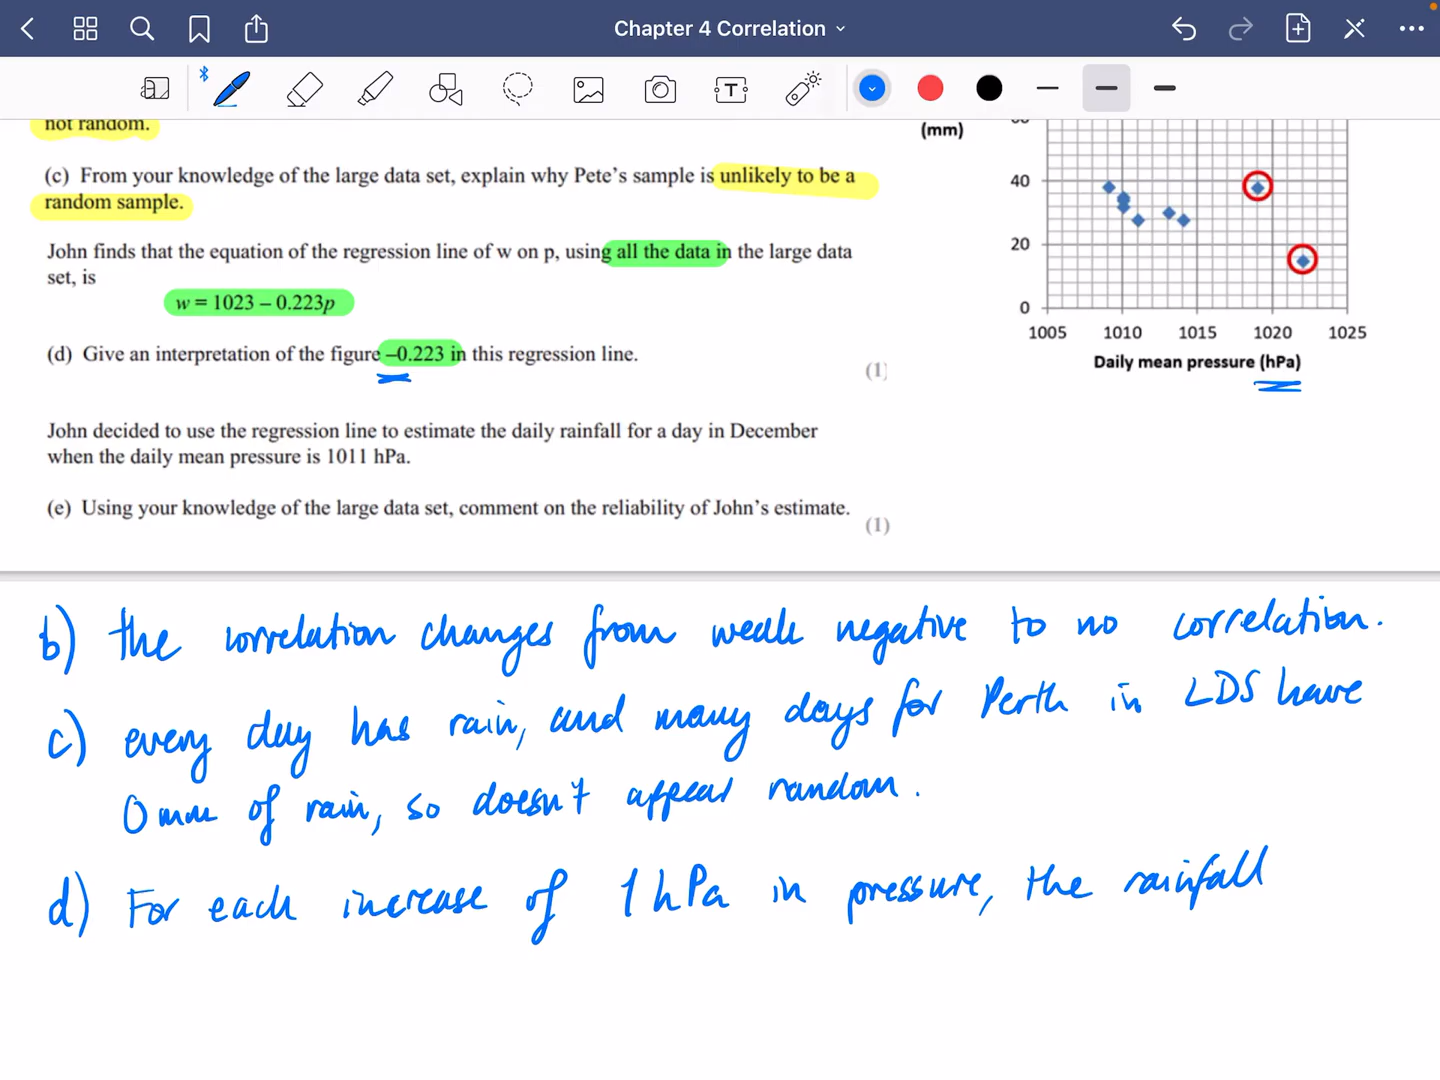 Chapter 4 Correlation
not random.
(c) From your knowledge of the large data set, explain why Pete's sample is unlikely to be a
random sample.
John finds that the equation of the regression line of w on p, using all the data in the large data
set, is
w = 1023 – 0.223p
(d) Give an interpretation of the figure –0.223 in this regression line.
(1)
John decided to use the regression line to estimate the daily rainfall for a day in December
when the daily mean pressure is 1011 hPa.
(e) Using your knowledge of the large data set, comment on the reliability of John's estimate.
(1)
(mm)
40
20
0
1005 1010 1015 1020 1025
Daily mean pressure (hPa)
b) the correlation changes from weak negative to no correlation.
c) every day has rain, and many days for Perth in LDS have
0 mm of rain, so doesn't appear random.
d) For each increase of 1 hPa in pressure, the rainfall